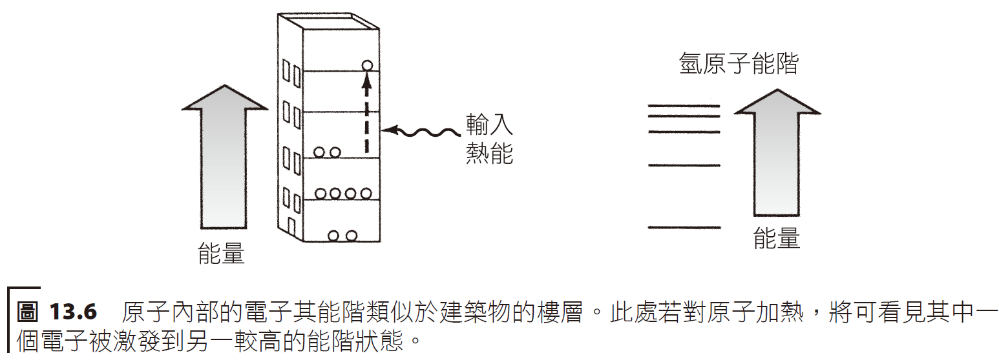 氫原子能階
輸入
熱能
能量
能量
圖 13.6 原子內部的電子其能階類似於建築物的樓層。此處若對原子加熱，將可看見其中一
個電子被激發到另一較高的能階狀態。